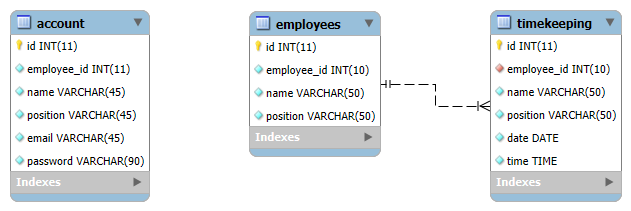 account
id INT(11)
employee_id INT(11)
name VARCHAR(45)
position VARCHAR(45)
email VARCHAR(45)
password VARCHAR(90)
Indexes
employees
id INT(11)
employee_id INT(10)
name VARCHAR(50)
position VARCHAR(50)
Indexes
timekeeping
id INT(11)
employee_id INT(10)
name VARCHAR(50)
position VARCHAR(50)
date DATE
time TIME
Indexes